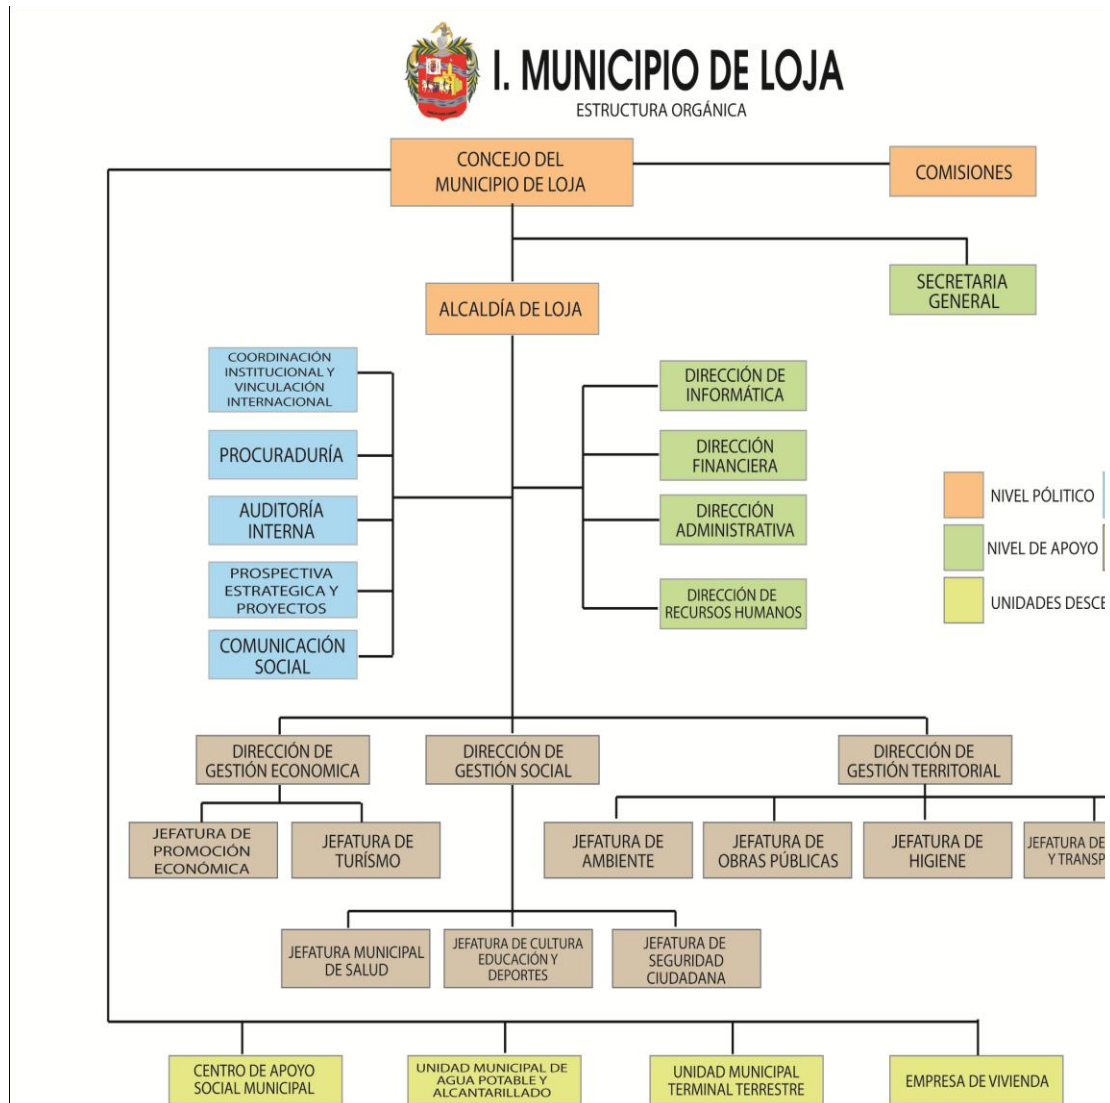 I. MUNICIPIO DE LOJA
ESTRUCTURA ORGÁNICA
CONCEJO DEL
MUNICIPIO DE LOJA
COMISIONES
SECRETARIA
GENERAL
ALCALDÍA DE LOJA
COORDINACIÓN
INSTITUCIONAL Y
VINCULACIÓN
INTERNACIONAL
PROCURADURÍA
AUDITORÍA
INTERNA
PROSPECTIVA
ESTRATEGICA Y
PROYECTOS
COMUNICACIÓN
SOCIAL
DIRECCIÓN DE
INFORMÁTICA
DIRECCIÓN
FINANCIERA
DIRECCIÓN
ADMINISTRATIVA
DIRECCIÓN DE
RECURSOS HUMANOS
NIVEL PÓLITICO
NIVEL DE APOYO
UNIDADES
DIRECCIÓN DE
GESTIÓN ECONOMICA
DIRECCIÓN DE
GESTIÓN SOCIAL
DIRECCIÓN DE
GESTIÓN TERRITORIAL
JEFATURA DE
PROMOCIÓN
ECONÓMICA
JEFATURA DE
TURÍSMO
JEFATURA DE
AMBIENTE
JEFATURA DE
OBRAS PÚBLICAS
JEFATURA DE
HIGIENE
JEFATURA DE
Y
JEFATURA MUNICIPAL
DE SALUD
JEFATURA DE CULTURA
EDUCACIÓN Y
DEPORTES
JEFATURA DE
SEGURIDAD
CIUDADANA
CENTRO DE APOYO
SOCIAL MUNICIPAL
UNIDAD MUNICIPAL DE
AGUA POTABLE Y
ALCANTARILLADO
UNIDAD MUNICIPAL
TERMINAL TERRESTRE
EMPRESA DE VIVIENDA